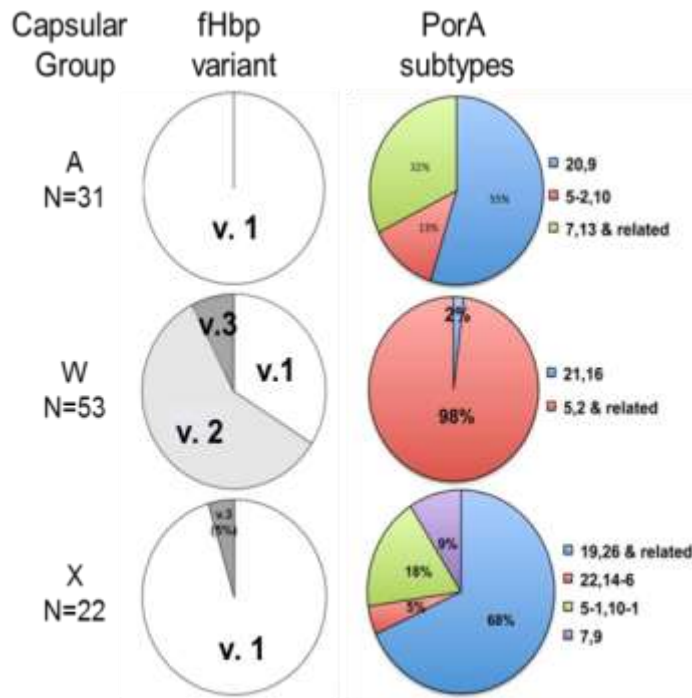 Capsular Group
fHbp variant
PorA subtypes
A
N=31
v. 1
32%
55%
13%
20,9
5-2,10
7,13 & related
W
N=53
v.3
v.1
v. 2
2%
98%
21,16
5,2 & related
X
N=22
v.3
(5%)
v. 1
9%
18%
5%
68%
19,26 & related
22,14-6
5-1,10-1
7,9